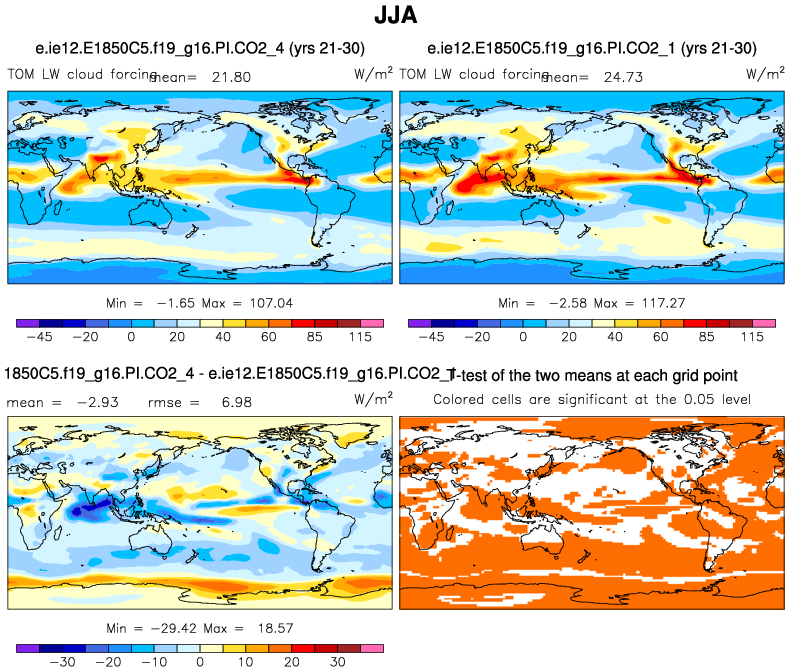 JJA
e.ie12.E1850C5.f19_g16.PI.CO2_4 (yrs 21-30)
e.ie12.E1850C5.f19_g16.PI.CO2_1 (yrs 21-30)
TOM LW cloud forcing mean= 21.80 W/m²
TOM LW cloud forcing mean= 24.73 W/m²
Min = −1.65 Max = 107.04
Min = −2.58 Max = 117.27
−45 −20 0 20 40 60 85 115
−45 −20 0 20 40 60 85 115
1850C5.f19_g16.PI.CO2_4 - e.ie12.E1850C5.f19_g16.PI.CO2_1
T-test of the two means at each grid point
mean = −2.93 rmse = 6.98 W/m²
Colored cells are significant at the 0.05 level
Min = −29.42 Max = 18.57
−30 −20 −10 0 10 20 30